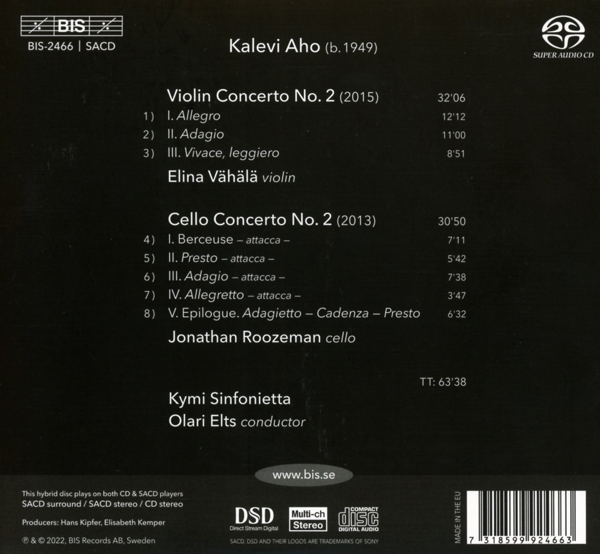 BIS
BIS-2466 | SACD
Kalevi Aho (b. 1949)
SUPER AUDIO CD
Violin Concerto No. 2 (2015) 32'06
1) I. Allegro 12'12
2) II. Adagio 11'00
3) III. Vivace, leggiero 8'51
Elina Vähälä violin
Cello Concerto No. 2 (2013) 30'50
4) I. Berceuse – attacca – 7'11
5) II. Presto – attacca – 5'42
6) III. Adagio – attacca – 7'38
7) IV. Allegretto – attacca – 3'47
8) V. Epilogue. Adagietto – Cadenza – Presto 6'32
Jonathan Roozeman cello
TT: 63'38
Kymi Sinfonietta
Olari Elts conductor
www.bis.se
This hybrid disc plays on both CD & SACD players
SACD surround / SACD stereo / CD stereo
Producers: Hans Kipfer, Elisabeth Kemper
℗ & © 2022, BIS Records AB, Sweden
DSD
Direct Stream Digital
Multi-ch
Stereo
COMPACT
disc
DIGITAL AUDIO
SACD, DSD AND THEIR LOGOS ARE TRADEMARKS OF SONY
MADE IN THE EU
7 318599 924663